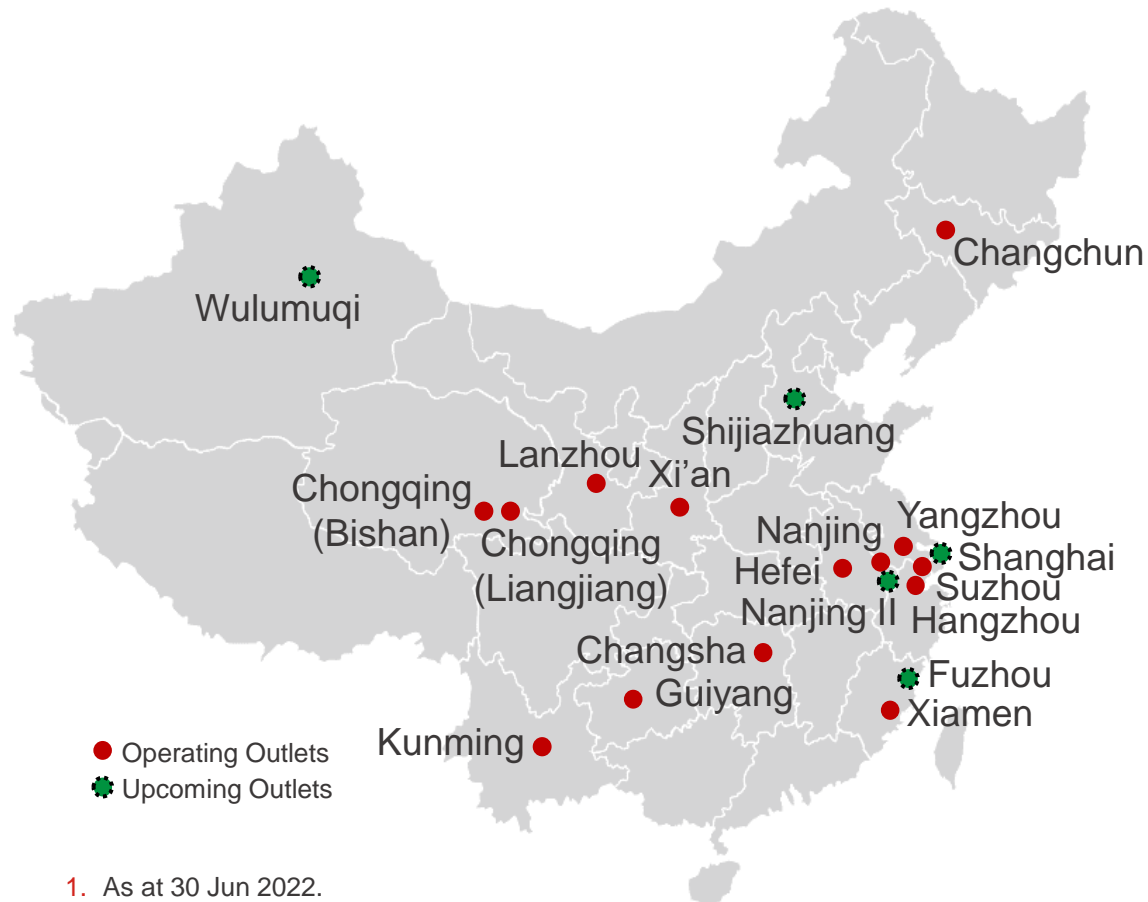 Changchun
Wulumuqi
Shijiazhuang
Lanzhou
Xi’an
Chongqing
(Bishan)
Chongqing
(Liangjiang)
Yangzhou
Nanjing
Shanghai
Hefei
Suzhou
Nanjing II
Hangzhou
Changsha
Fuzhou
Guiyang
Xiamen
Kunming
Operating Outlets
Upcoming Outlets
1. As at 30 Jun 2022.